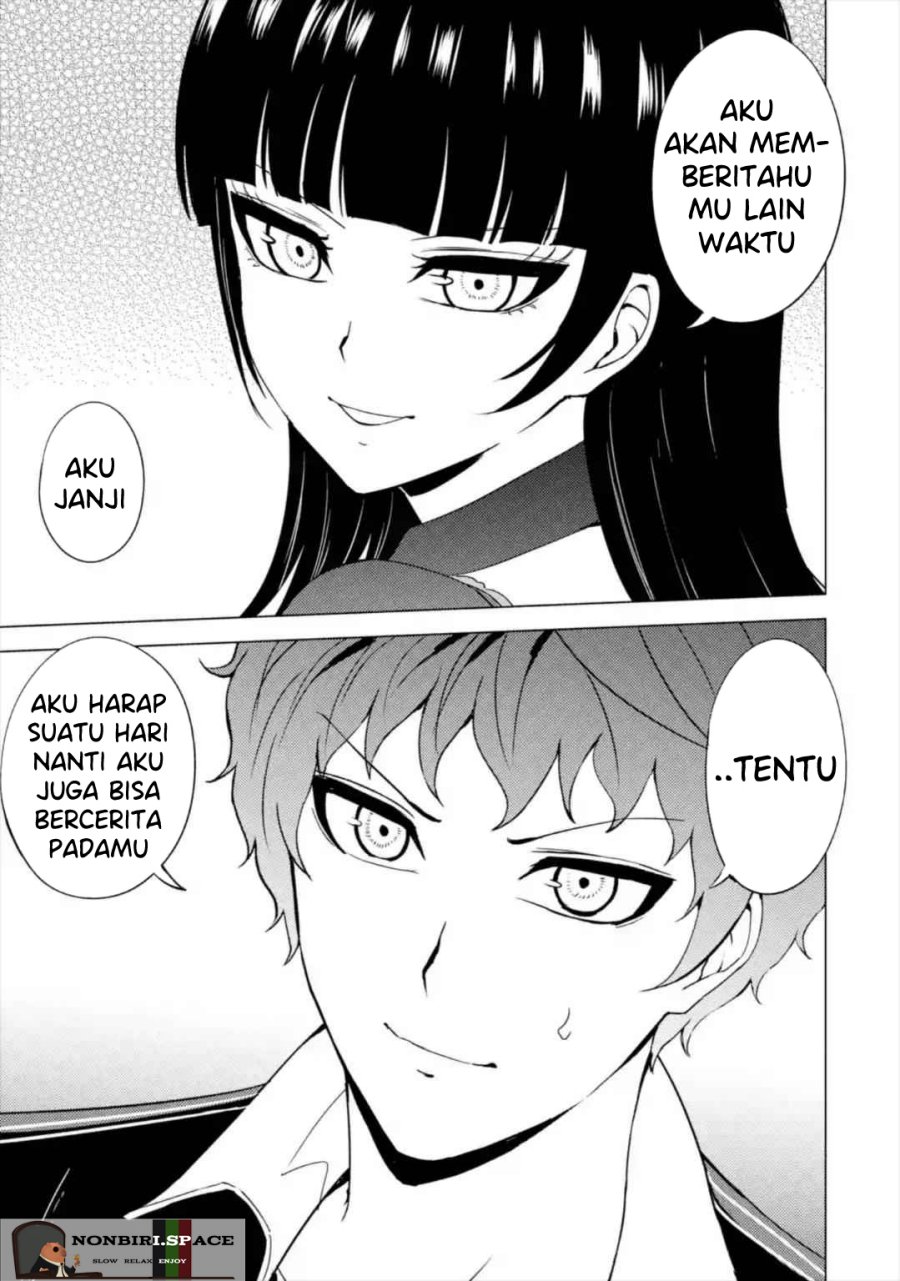 AKU
AKAN MEM-
BERITAHU
MU LAIN
WAKTU
AKU
JANJI
..TENTU
AKU HARAP
SUATU HARI
NANTI AKU
JUGA BISA
BERCERITA
PADAMU
NONBIRI.SPACE
SLOW RELAX ENJOY